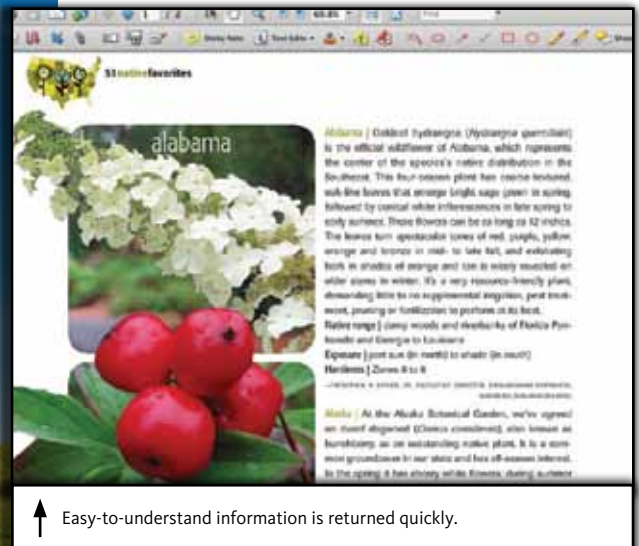 Sticky Note
Text Edits
51 nativefavorites
alabama
Alabama | Oakleaf hydrangea (Hydrangea quercifolia)
is the official wildflower of Alabama, which represents
the center of the species's native distribution in the
Southeast. This four-season plant has coarse textured,
oak-like leaves that emerge bright sage green in spring
followed by conical white inflorescences in late spring to
early summer. These flowers can be as long as 12 inches.
The leaves turn spectacular tones of red, purple, yellow,
orange and bronze in mid- to late fall, and exfoliating
bark in shades of orange and tan is nicely revealed on
older stems in winter. It's a very resource-friendly plant,
demanding little to no supplemental irrigation, pest treat-
ment, pruning or fertilization to perform at its best.
Native range | damp woods and riverbanks of Florida Pan-
handle and Georgia to Louisiana
Exposure | part sun (in north) to shade (in south)
Hardiness | Zones
Alaska | At the Alaska Botanical Garden, we've agreed
on dwarf dogwood (Cornus canadensis), also known as
bunchberry, as an outstanding native plant. It is a com-
mon groundcover in our state and has all-season interest.
In the spring it has showy white flowers; during summer
Easy-to-understand information is returned quickly.